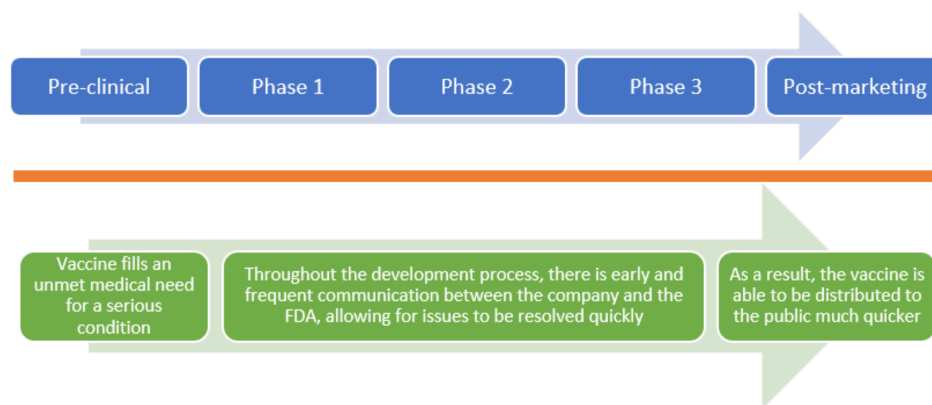 Pre-clinical
Phase 1
Phase 2
Phase 3
Post-marketing
Vaccine fills an
unmet medical need
for a serious
condition
Throughout the development process, there is early and
frequent communication between the company and the
FDA, allowing for issues to be resolved quickly
As a result, the vaccine is
able to be distributed to
the public much quicker